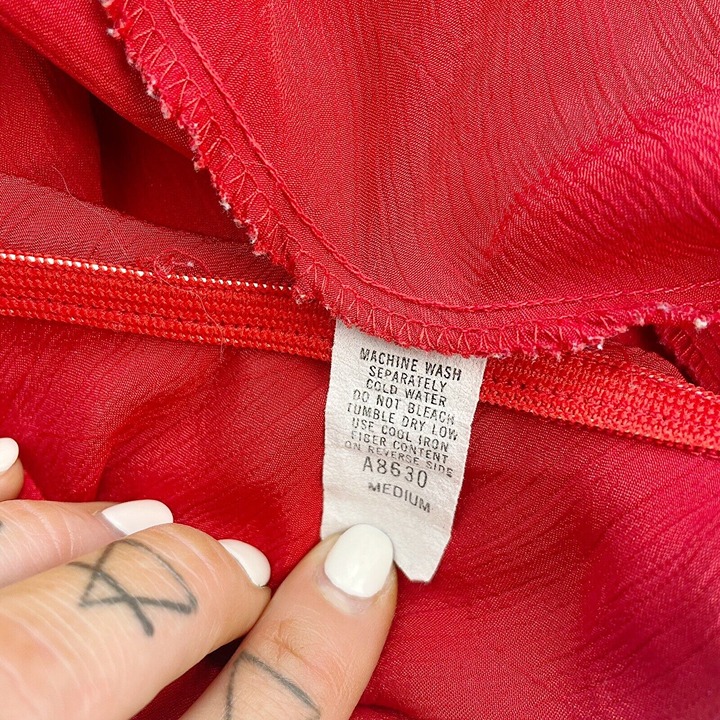 MACHINE WASH
SEPARATELY
COLD WATER
DO NOT BLEACH
TUMBLE DRY LOW
USE COOL IRON
FIBER CONTENT
ON REVERSE SIDE
A8630
MEDIUM